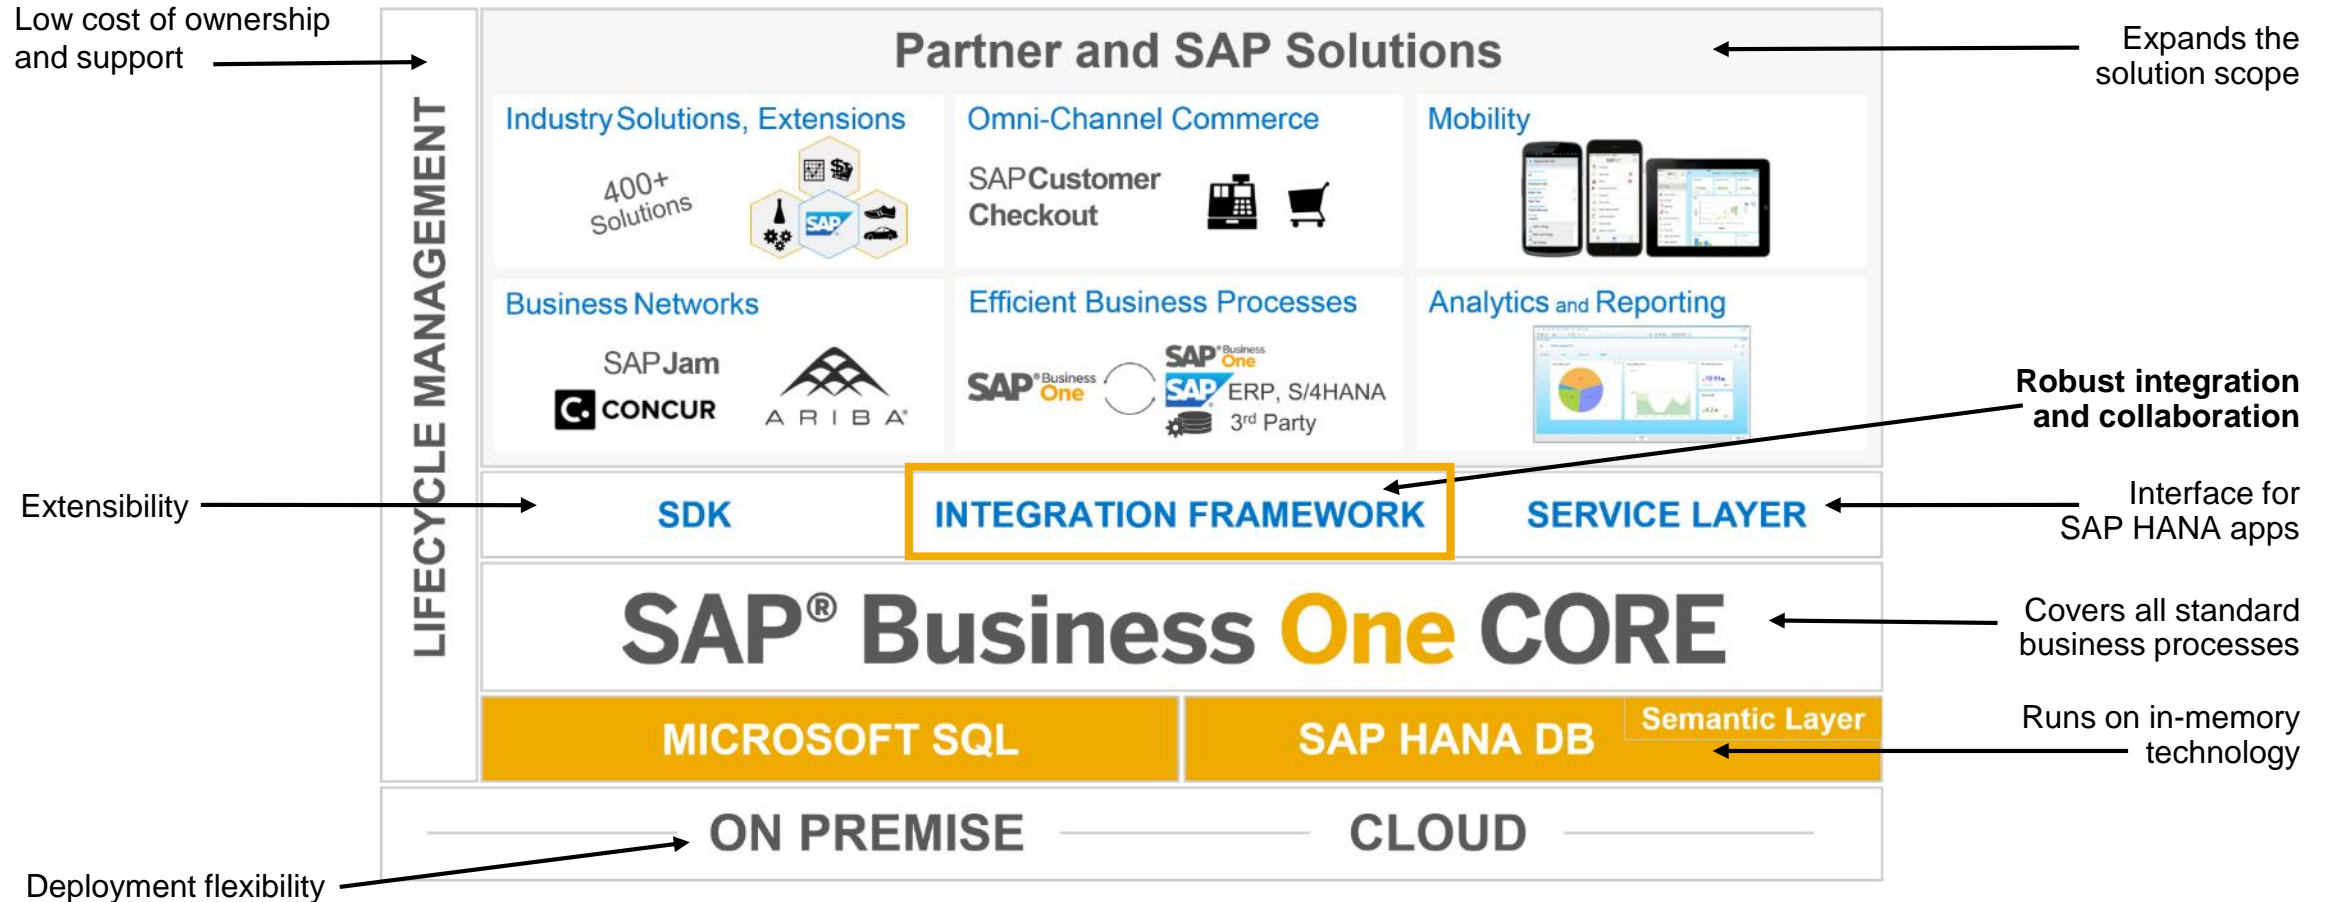 Low cost of ownership
and support
Partner and SAP Solutions
Expands the
solution scope
LIFECYCLE MANAGEMENT
Industry Solutions, Extensions
400+
Solutions
SAP
Omni-Channel Commerce
SAP Customer
Checkout
Mobility
Business Networks
SAP Jam
C. CONCUR
ARIBA®
Efficient Business Processes
SAP® Business
One
SAP® Business
One
SAP ERP, S/4HANA
3rd Party
Analytics and Reporting
Robust integration
and collaboration
Extensibility
SDK
INTEGRATION FRAMEWORK
SERVICE LAYER
Interface for
SAP HANA apps
SAP® Business One CORE
Covers all standard
business processes
MICROSOFT SQL
SAP HANA DB
Semantic Layer
Runs on in-memory
technology
ON PREMISE
CLOUD
Deployment flexibility